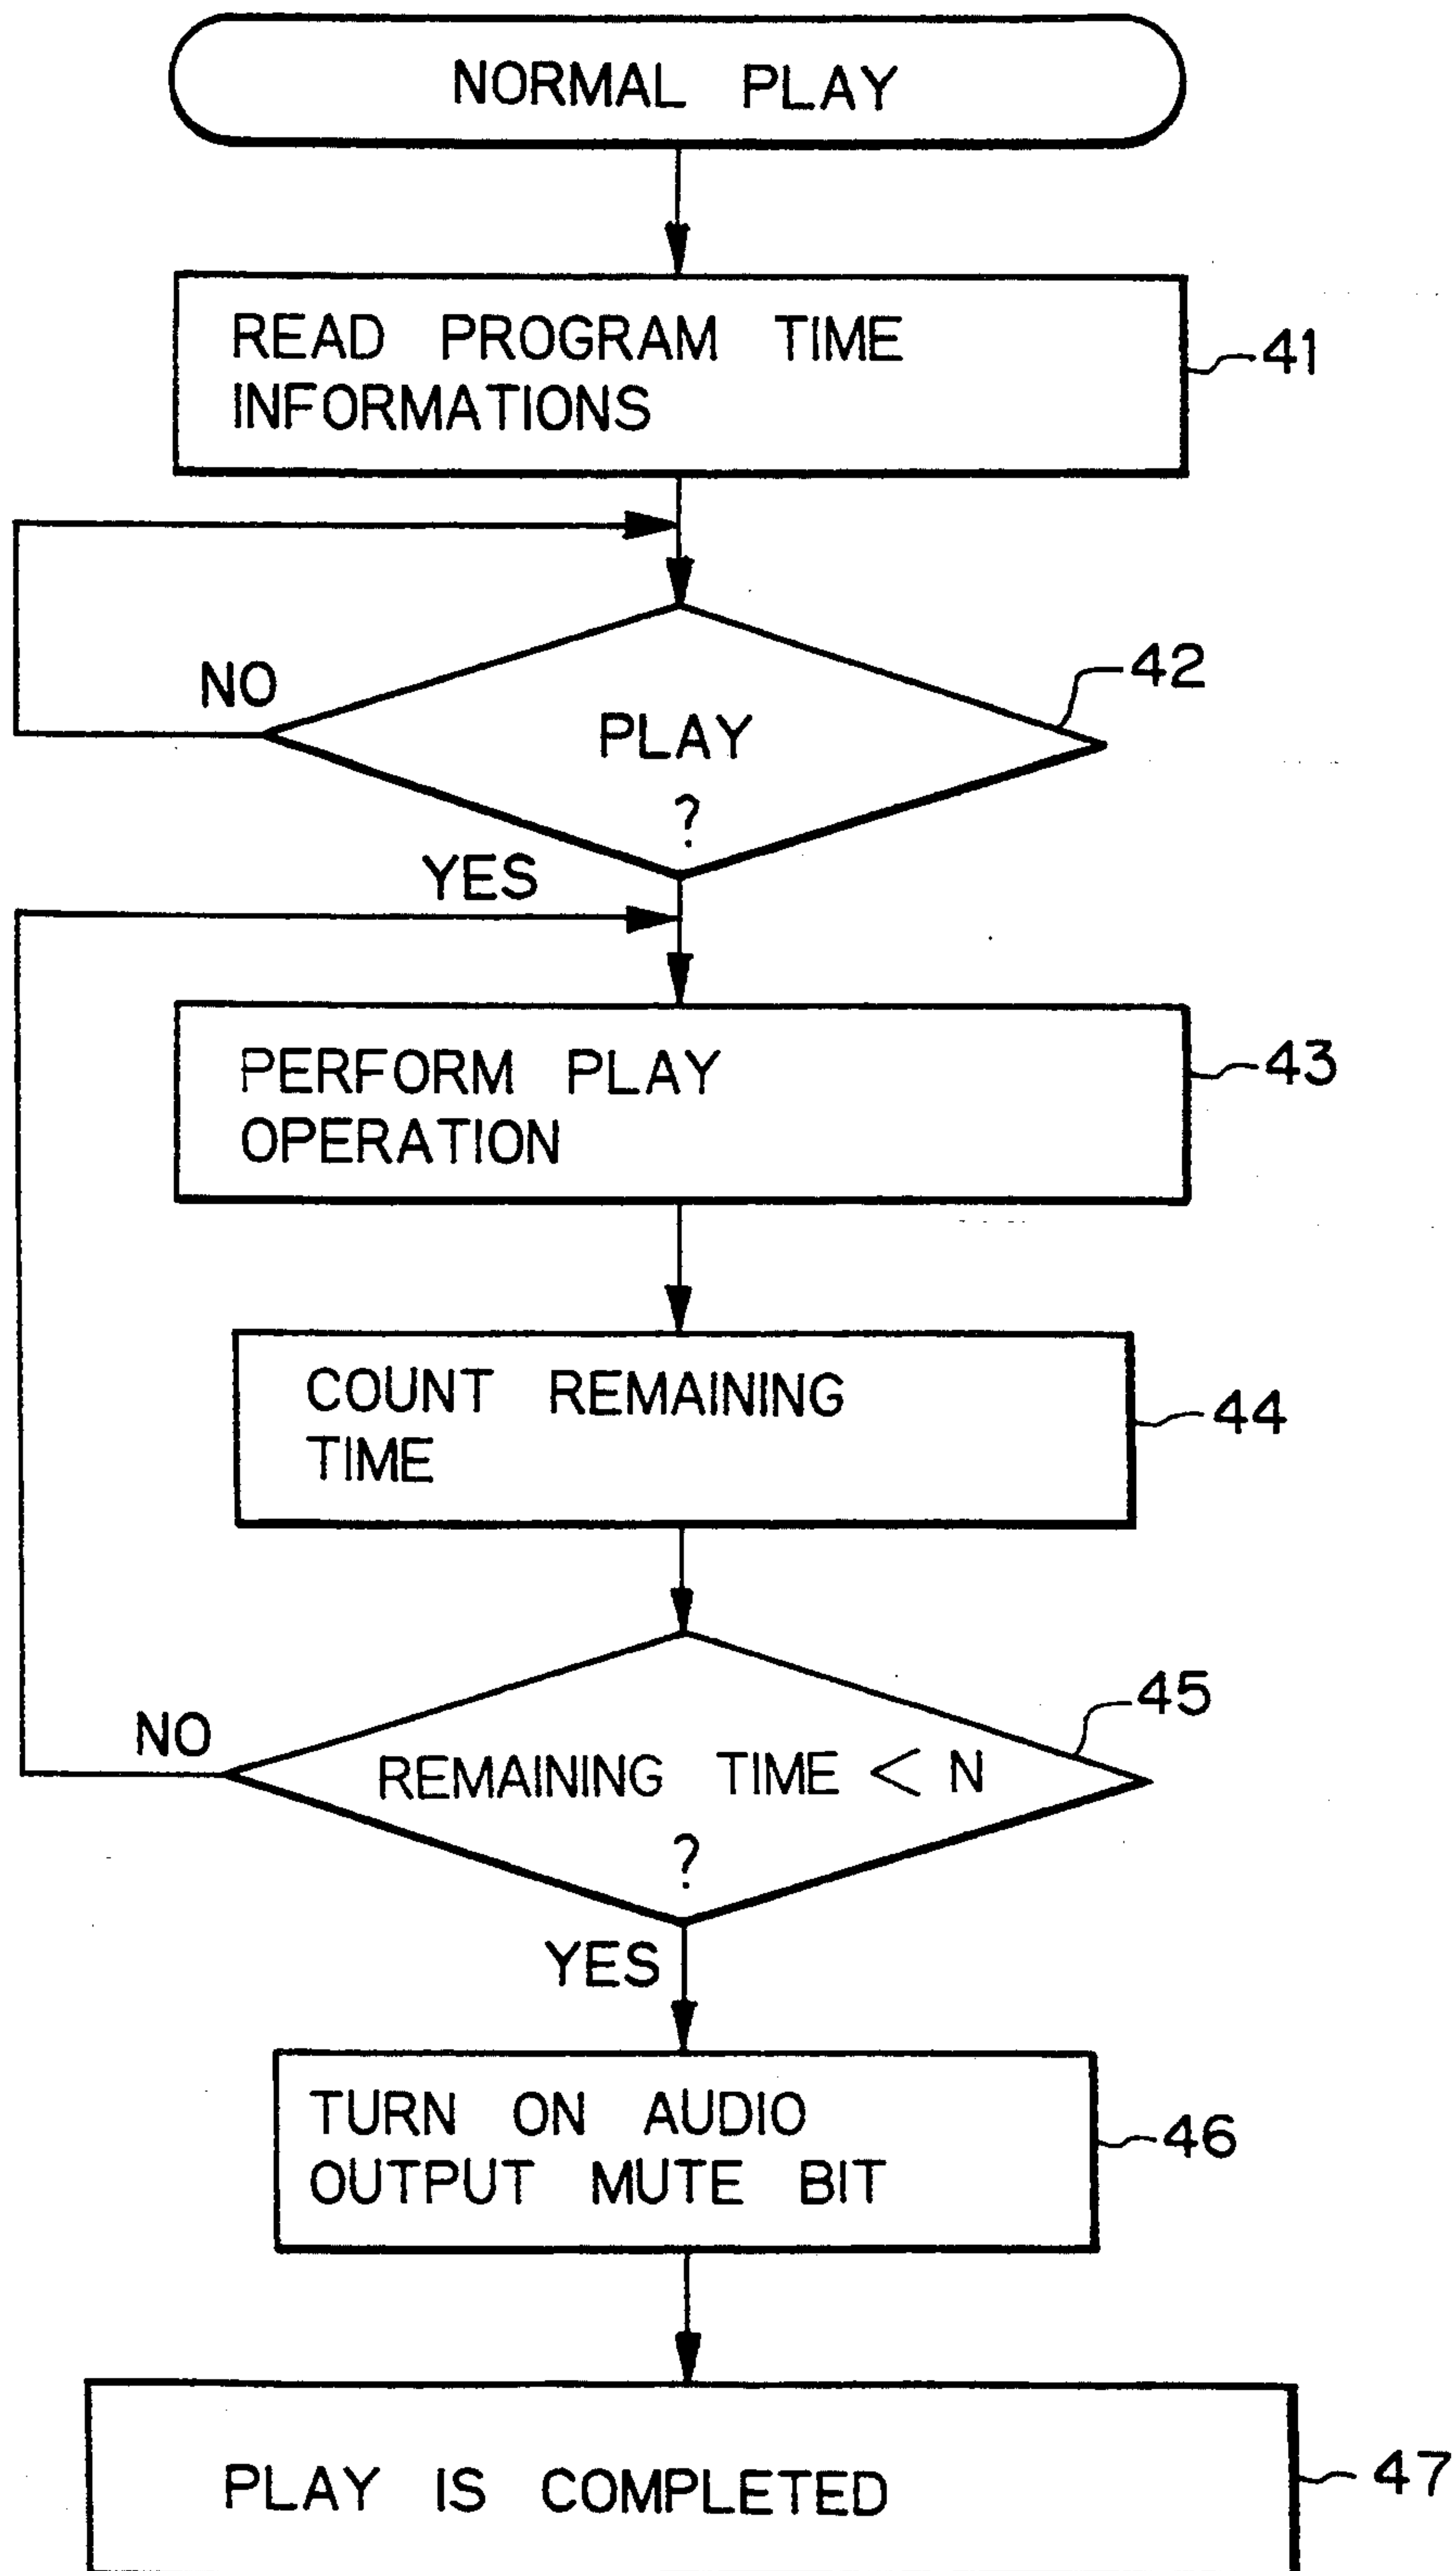 NORMAL PLAY
READ PROGRAM TIME
INFORMATIONS
41
NO
42
PLAY
?
YES
PERFORM PLAY
OPERATION
43
COUNT REMAINING
TIME
44
NO
45
REMAINING TIME < N
?
YES
TURN ON AUDIO
OUTPUT MUTE BIT
46
PLAY IS COMPLETED
47